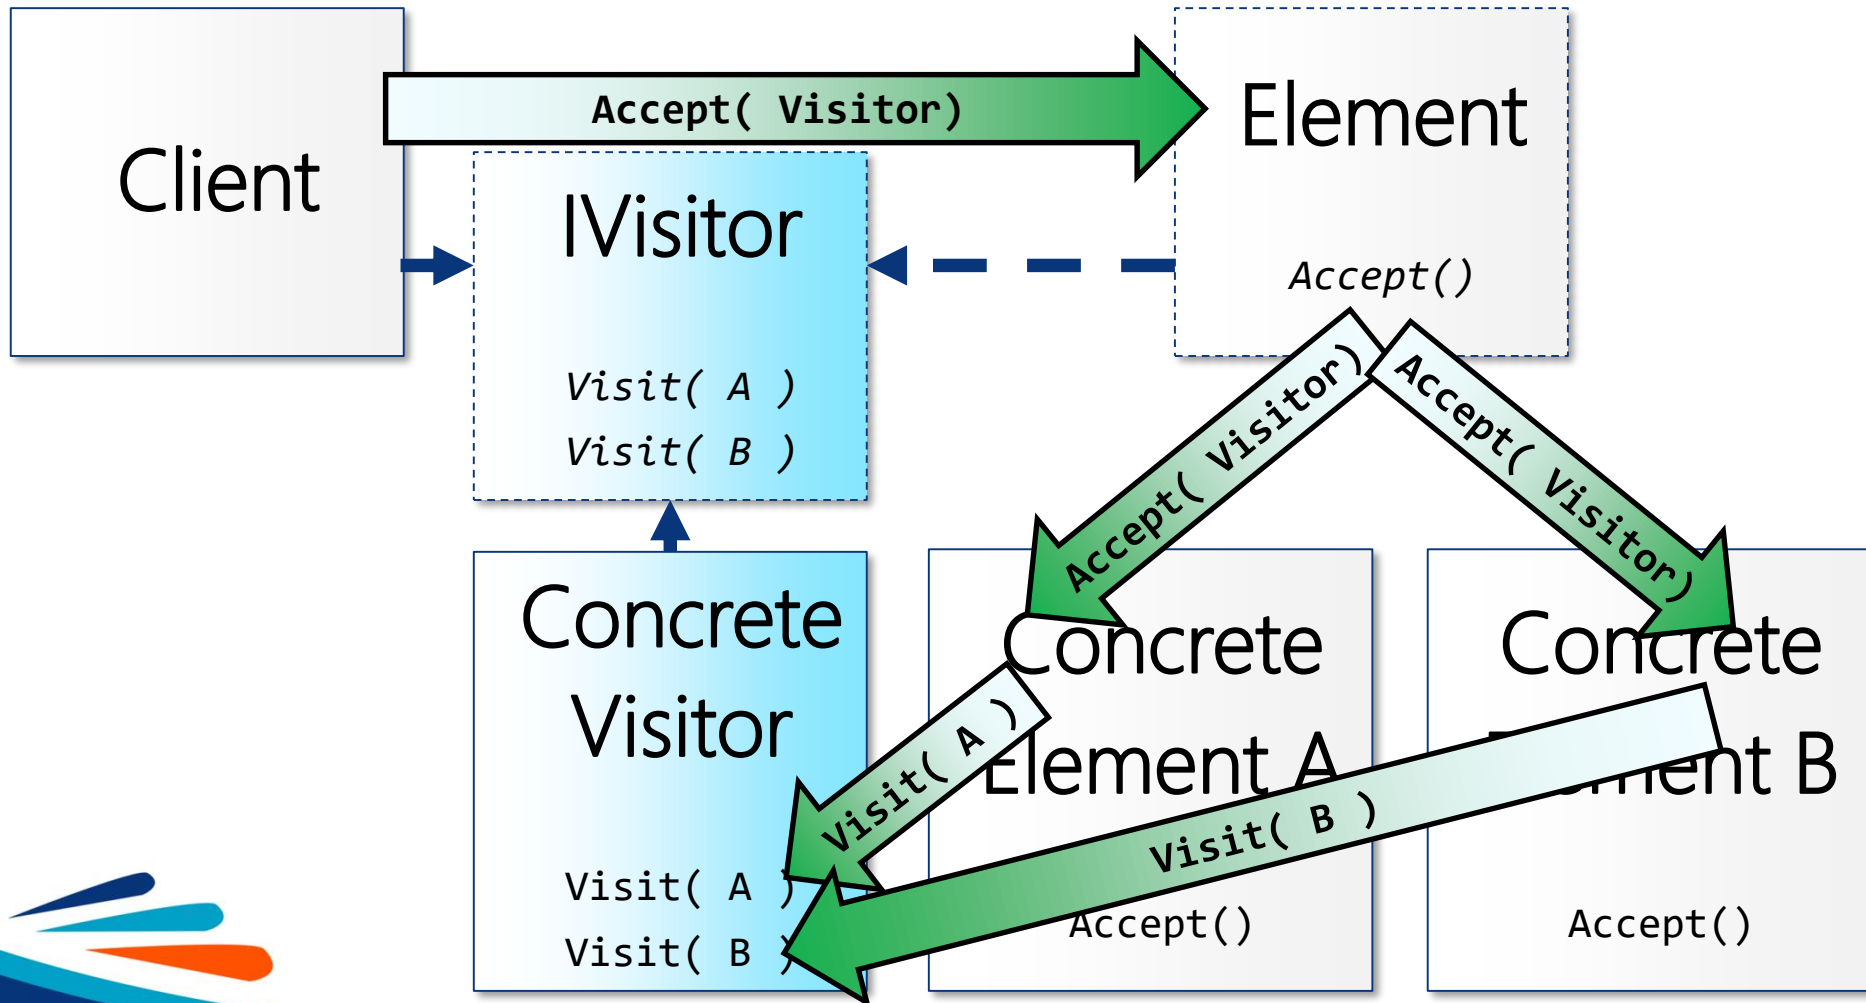 Client
Accept( Visitor)
Element
Accept()
IVisitor
Visit( A )
Visit( B )
Accept( Visitor)
Accept( Visitor)
Concrete
Visitor
Visit( A )
Visit( B )
Concrete
Element A
Accept()
Concrete
B
Accept()
Visit( A )
Visit( B )